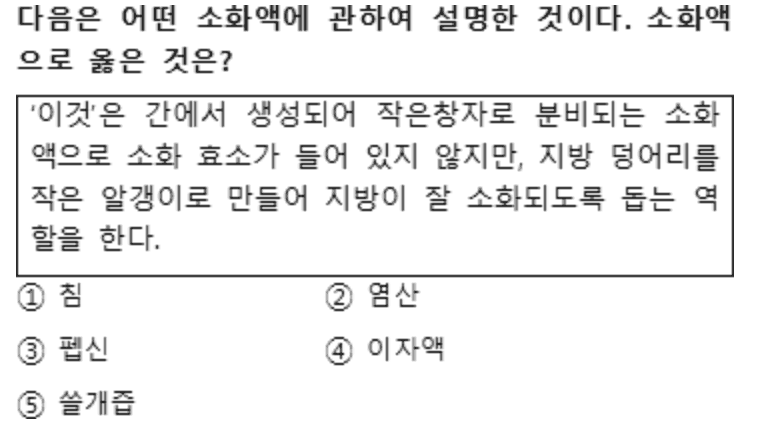 다음은 어떤 소화액에 관하여 설명한 것이다. 소화액
으로 옳은 것은?
‘이것’은 간에서 생성되어 작은창자로 분비되는 소화
액으로 소화 효소가 들어 있지 않지만, 지방 덩어리를
작은 알갱이로 만들어 지방이 잘 소화되도록 돕는 역
할을 한다.
① 침 ② 염산
③ 펩신 ④ 이자액
⑤ 쓸개즙